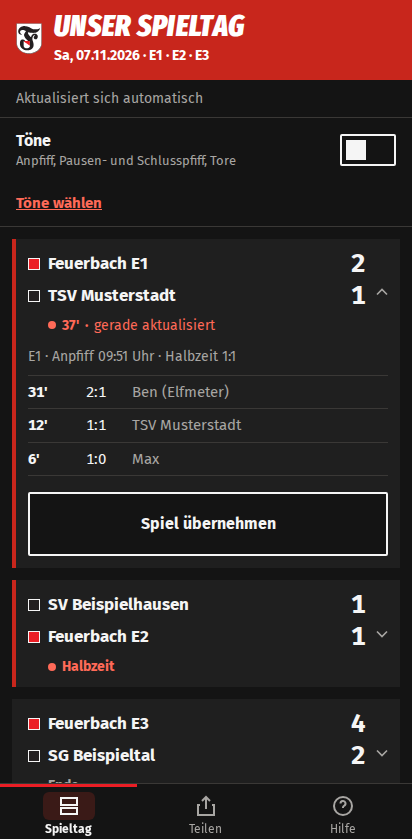 UNSER SPIELTAG
Sa, 07.11.2026 · E1 · E2 · E3
Aktualisiert sich automatisch
Töne
Anpfiff, Pausen- und Schlusspfiff, Tore
Töne wählen
Feuerbach E1 2
TSV Musterstadt 1
37' · gerade aktualisiert
E1 · Anpfiff 09:51 Uhr · Halbzeit 1:1
31' 2:1 Ben (Elfmeter)
12' 1:1 TSV Musterstadt
6' 1:0 Max
Spiel übernehmen
SV Beispielhausen 1
Feuerbach E2 1
Halbzeit
Feuerbach E3 4
SG Beispieltal 2
Ende
Spieltag Teilen Hilfe